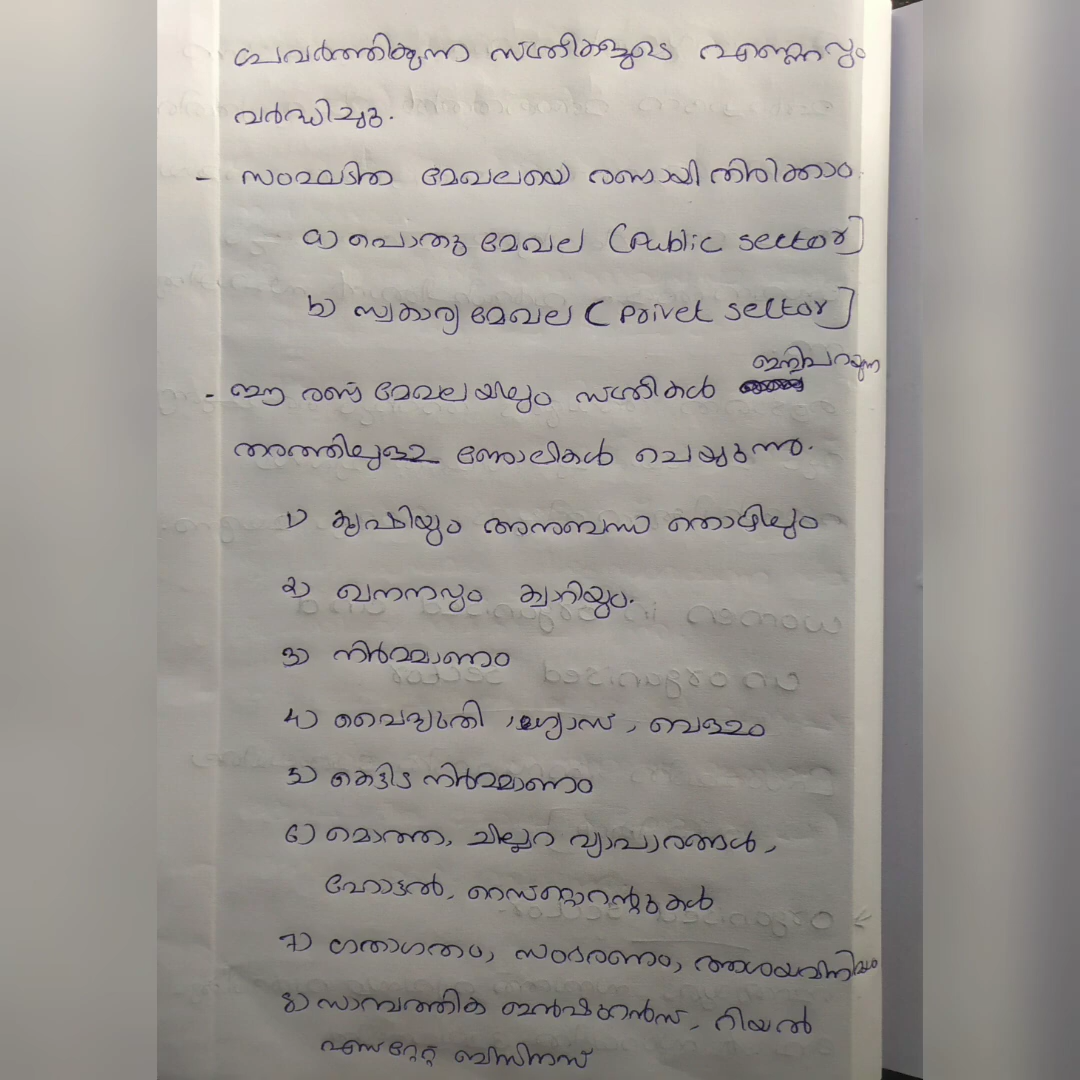 പ്രവർത്തിക്കുന്ന സ്ത്രീകളുടെ എണ്ണവും
വർദ്ധിച്ചു.
- സംഘടിത മേഖലയെ രണ്ടായി തിരിക്കാം.
a) പൊതു മേഖല (Public sector]
b) സ്വകാര്യ മേഖല (Privet sector]
- ഈ രണ്ട് മേഖലയിലും സ്ത്രീകൾ ഇനിപറയുന്ന
തരത്തിലുള്ള ജോലികൾ ചെയ്യുന്നു.
1) കൃഷിയും അനുബന്ധ തൊഴിലും
2) ഖനനവും ക്വാറിയും.
3) നിർമ്മാണം
4) വൈദ്യുതി, ഗ്യാസ്, വെള്ളം
5) കെട്ടിട നിർമ്മാണം
6) മൊത്ത, ചില്ലറ വ്യാപാരങ്ങൾ,
ഹോട്ടൽ, റെസ്റ്റോറന്റുകൾ
7) ഗതാഗതം, സംഭരണം, ആശയവിനിമയം
8) സാമ്പത്തിക ഇൻഷുറൻസ്, റിയൽ
എസ്റ്റേറ്റ് ബിസിനസ്